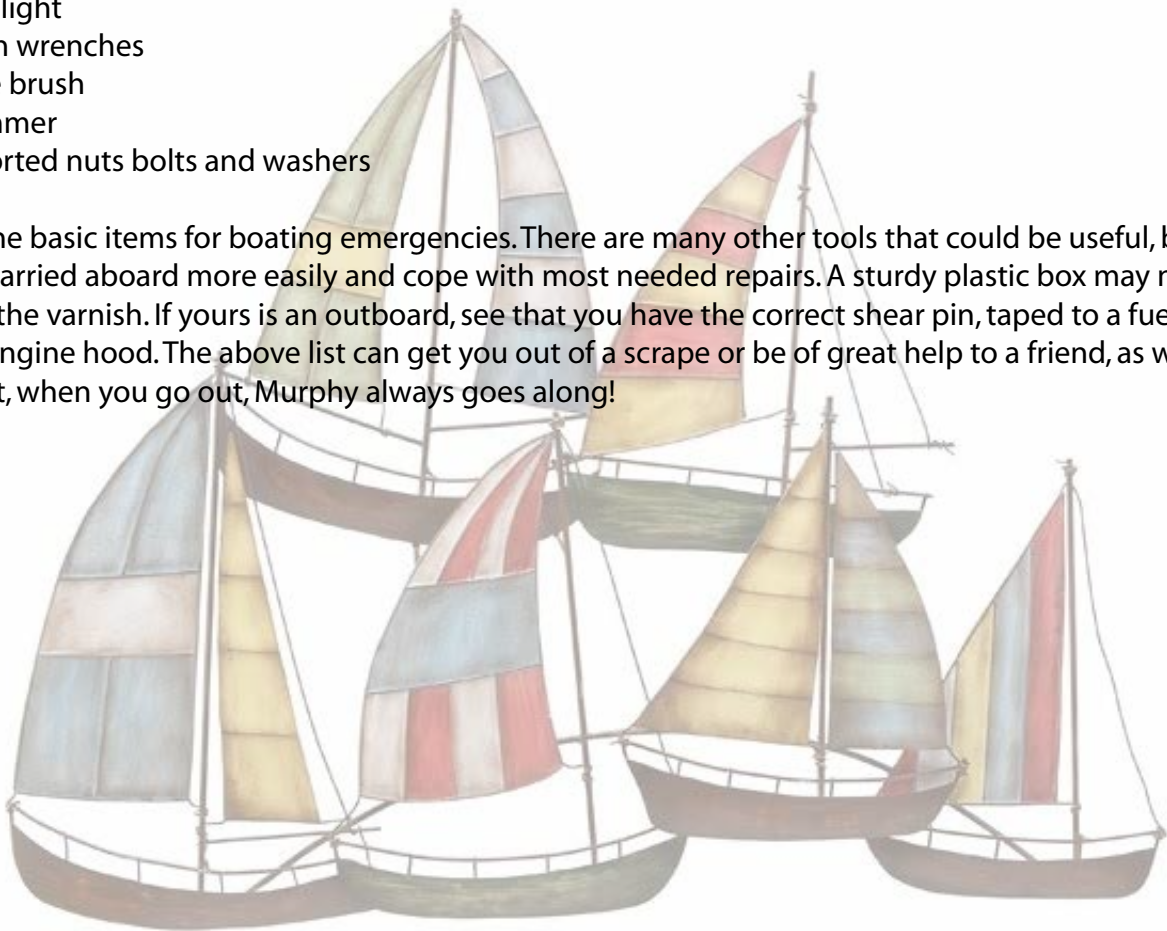 light
n wrenches
e brush
mer
rted nuts bolts and washers
he basic items for boating emergencies. There are many other tools that could be useful, b
arried aboard more easily and cope with most needed repairs. A sturdy plastic box may
the varnish. If yours is an outboard, see that you have the correct shear pin, taped to a fue
ngine hood. The above list can get you out of a scrape or be of great help to a friend, as w
t, when you go out, Murphy always goes along!